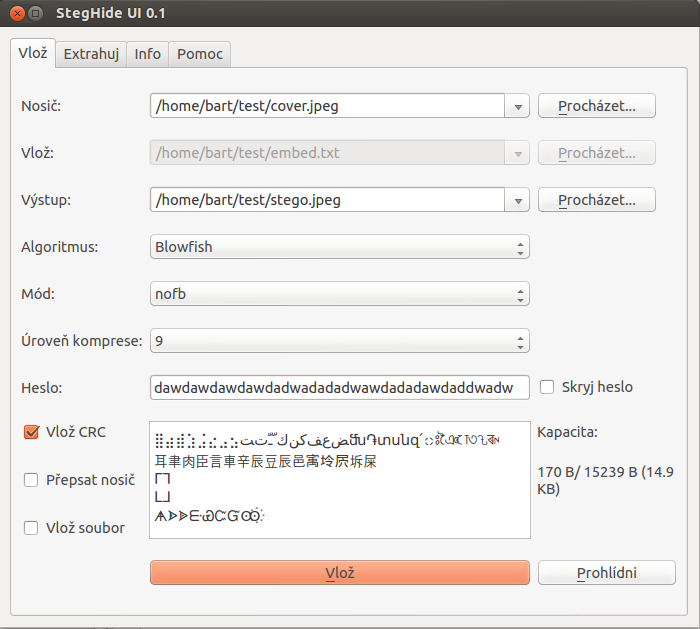 StegHide UI 0.1
Vlož Extrahuj Info Pomoc
Nosič: /home/bart/test/cover.jpeg Procházet...
Vlož: /home/bart/test/embed.txt Procházet...
Výstup: /home/bart/test/stego.jpeg Procházet...
Algoritmus: Blowfish
Mód: nofb
Úroveň komprese: 9
Heslo: dawdawdawdawdadwadadadwawdadadawdaddwadw Skryj heslo
Vlož CRC
Přepsat nosič
Vlož soubor
耳聿肉臣言車辛辰豆辰邑寓坽屄坼屎
Kapacita:
170 B/ 15239 B (14.9
KB)
Vlož Prohlídni